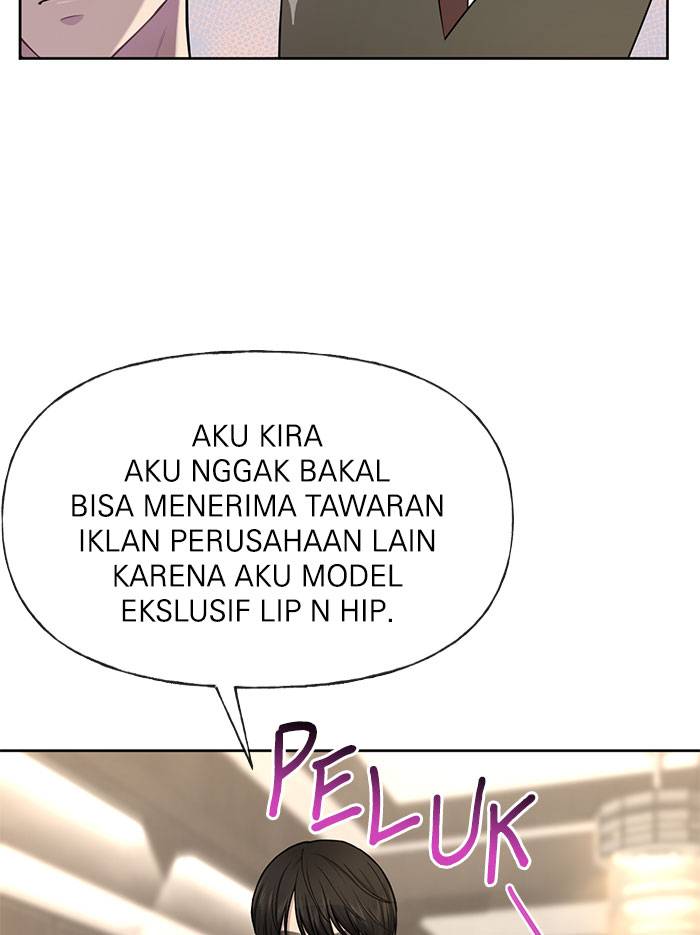 AKU KIRA
AKU NGGAK BAKAL
BISA MENERIMA TAWARAN
IKLAN PERUSAHAAN LAIN
KARENA AKU MODEL
EKSLUSIF LIP N HIP.
PELUK